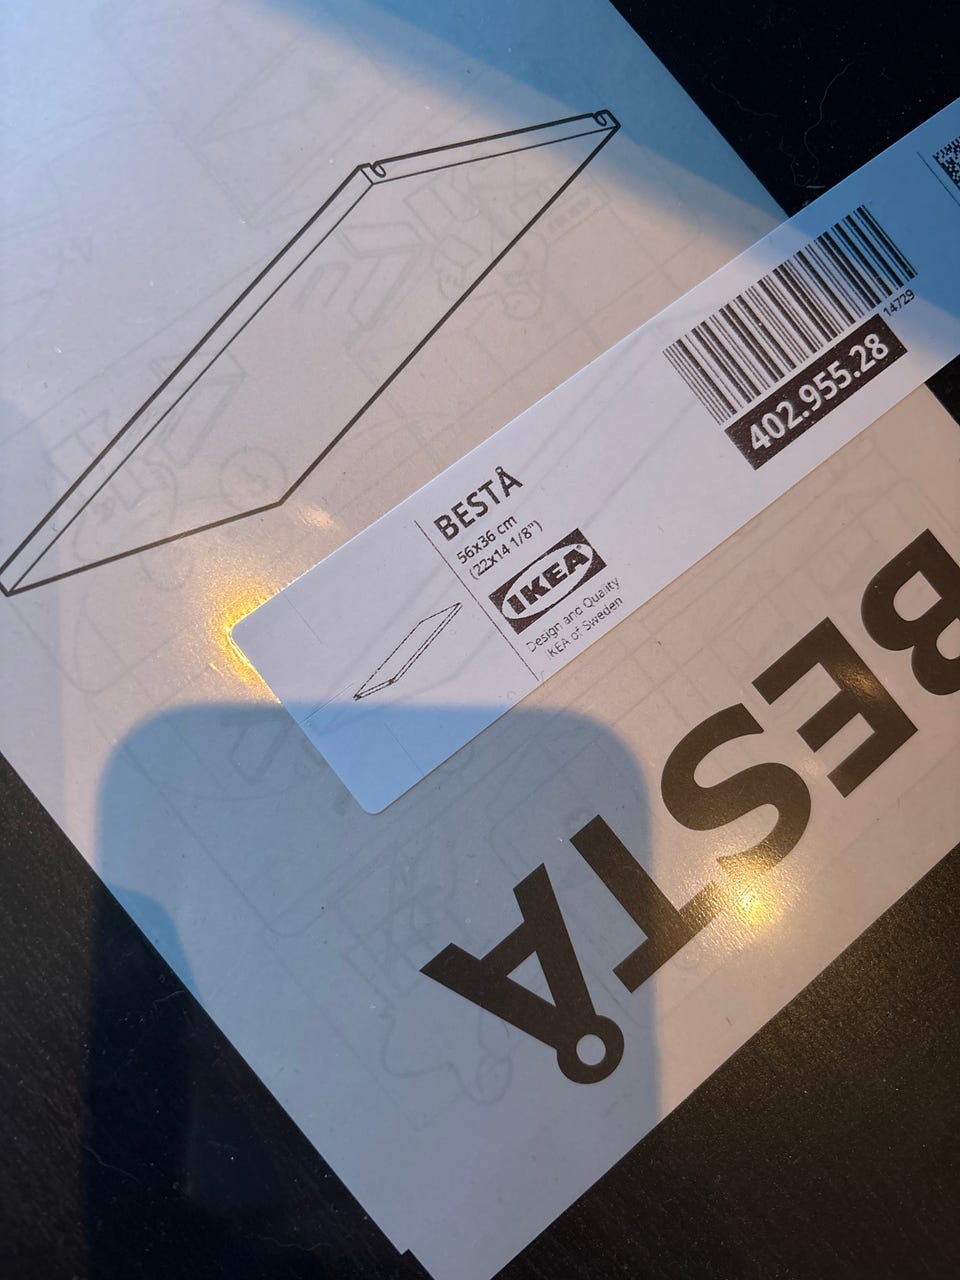 14729
402.955.28
BESTÅ
56x36 cm
(22x14 1/8")
IKEA®
Design and Quality
IKEA of Sweden
BESTÅ